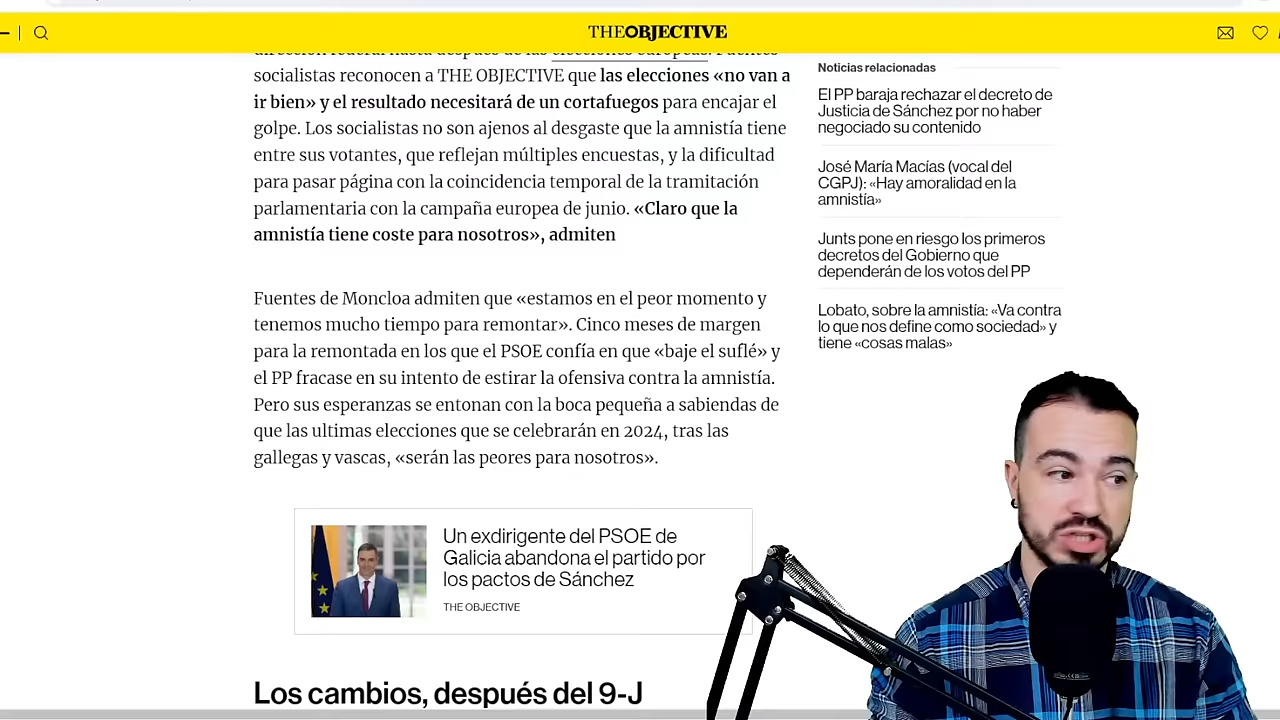 THEOBJECTIVE
dirección federal hasta después de las elecciones europeas. Fuentes
socialistas reconocen a THE OBJECTIVE que las elecciones «no van a
ir bien» y el resultado necesitará de un cortafuegos para encajar el
golpe. Los socialistas no son ajenos al desgaste que la amnistía tiene
entre sus votantes, que reflejan múltiples encuestas, y la dificultad
para pasar página con la coincidencia temporal de la tramitación
parlamentaria con la campaña europea de junio. «Claro que la
amnistía tiene coste para nosotros», admiten
Fuentes de Moncloa admiten que «estamos en el peor momento y
tenemos mucho tiempo para remontar». Cinco meses de margen
para la remontada en los que el PSOE confía en que «baje el suflé» y
el PP fracase en su intento de estirar la ofensiva contra la amnistía.
Pero sus esperanzas se entonan con la boca pequeña a sabiendas de
que las ultimas elecciones que se celebrarán en 2024, tras las
gallegas y vascas, «serán las peores para nosotros».
Un exdirigente del PSOE de
Galicia abandona el partido por
los pactos de Sánchez
THE OBJECTIVE
Los cambios, después del 9-J
Noticias relacionadas
El PP baraja rechazar el decreto de
Justicia de Sánchez por no haber
negociado su contenido
José María Macías (vocal del
CGPJ): «Hay amoralidad en la
amnistía»
Junts pone en riesgo los primeros
decretos del Gobierno que
dependerán de los votos del PP
Lobato, sobre la amnistía: «Va contra
lo que nos define como sociedad» y
tiene «cosas malas»